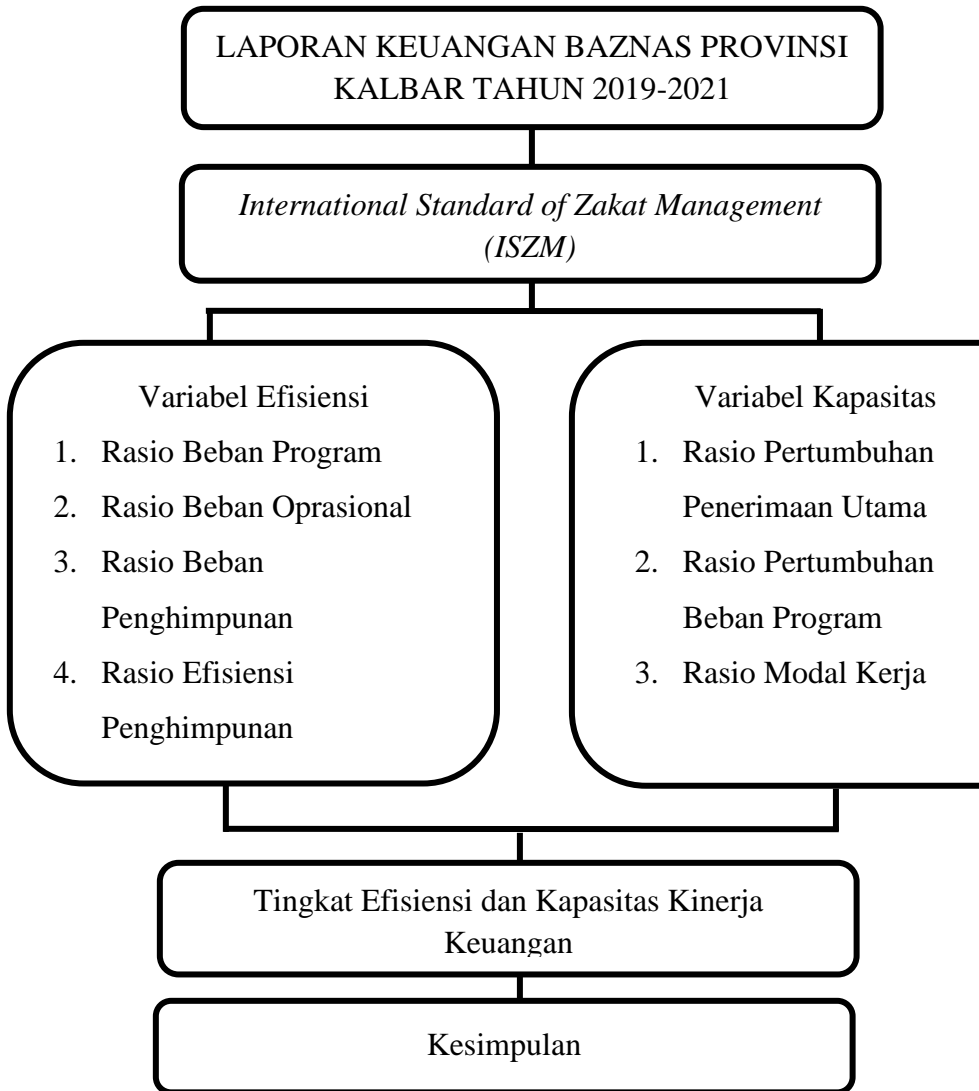 LAPORAN KEUANGAN BAZNAS PROVINSI
KALBAR TAHUN 2019-2021
International Standard of Zakat Management
(ISZM)
Variabel Efisiensi
1. Rasio Beban Program
2. Rasio Beban Oprasional
3. Rasio Beban
Penghimpunan
4. Rasio Efisiensi
Penghimpunan
Variabel Kapasitas
1. Rasio Pertumbuhan
Penerimaan Utama
2. Rasio Pertumbuhan
Beban Program
3. Rasio Modal Kerja
Tingkat Efisiensi dan Kapasitas Kinerja
Keuangan
Kesimpulan